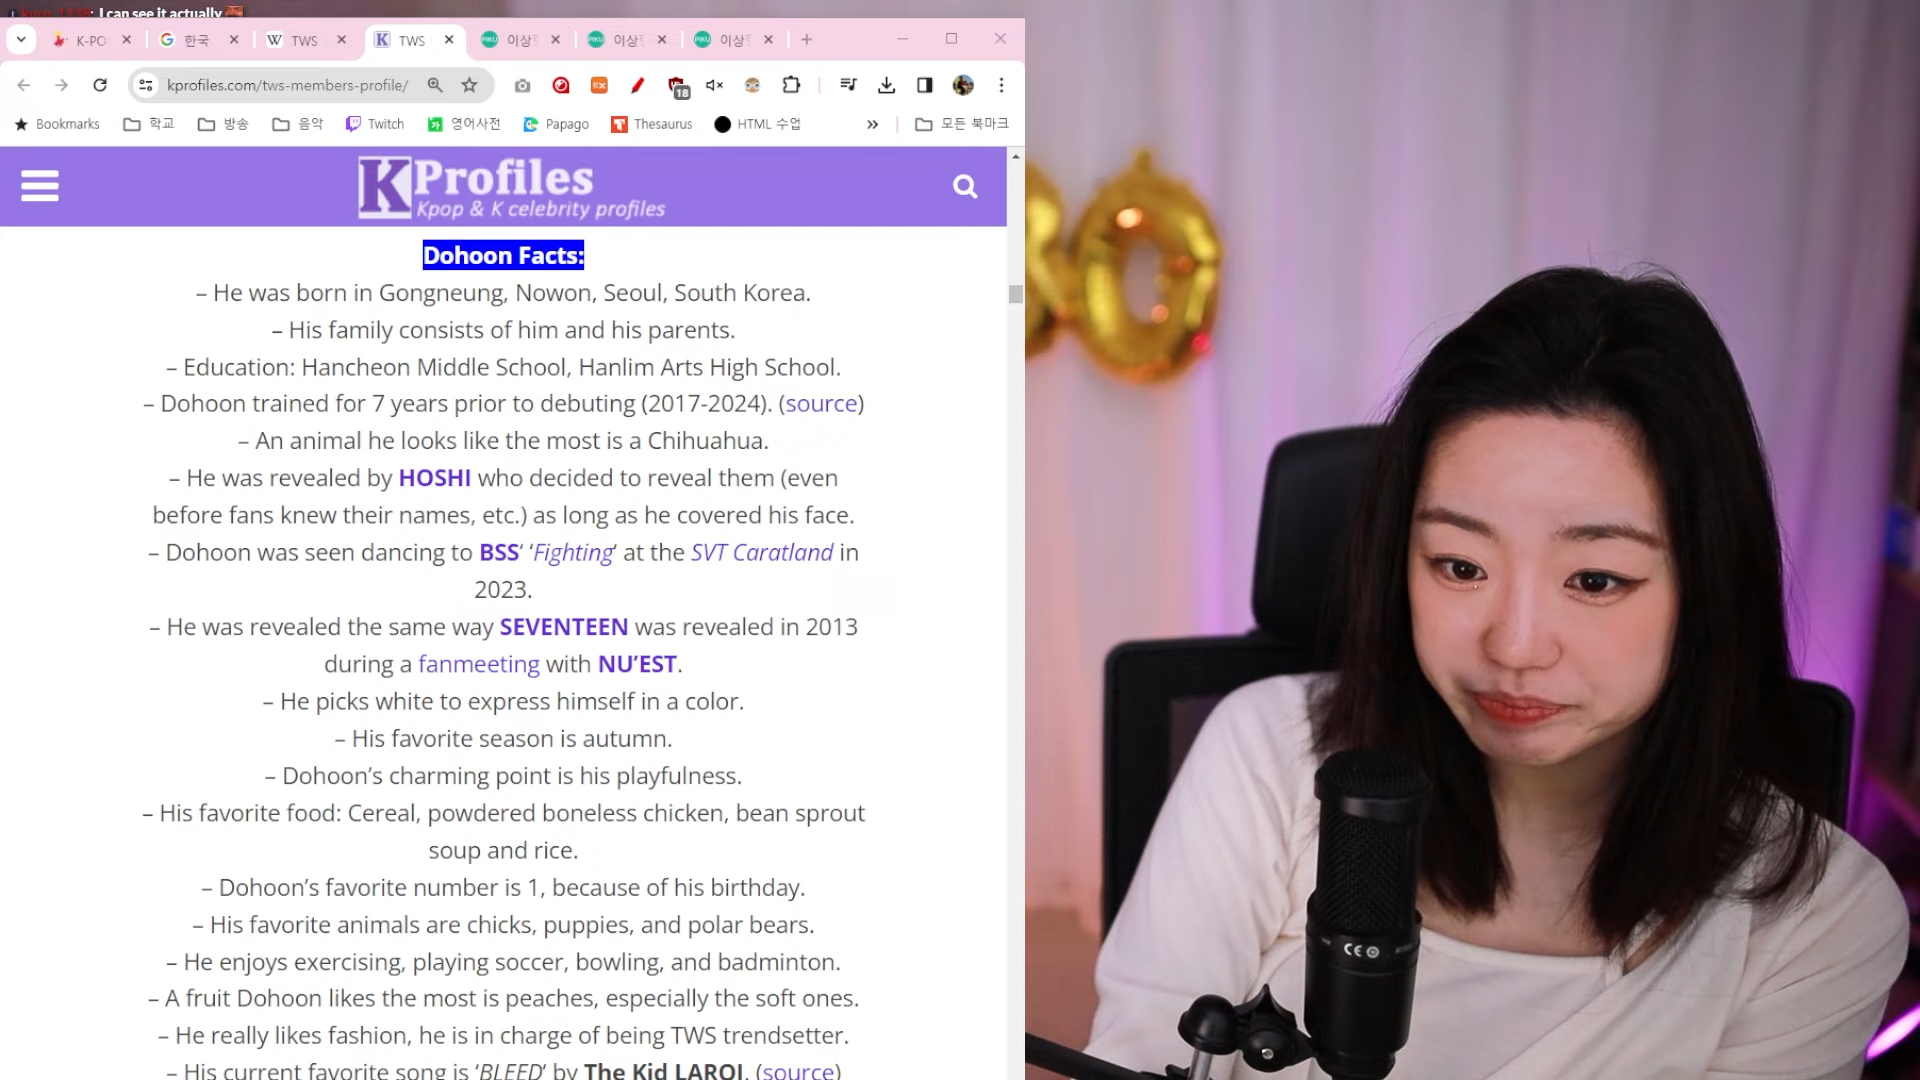 kuro_1138: I can see it actually
K-PO
한국
TWS
TWS
이상형
이상형
이상형
kprofiles.com/tws-members-profile/
18
Bookmarks
학교
방송
음악
Twitch
영어사전
Papago
Thesaurus
HTML 수업
»
모든 북마크
K Profiles
Kpop & K celebrity profiles
Dohoon Facts:
– He was born in Gongneung, Nowon, Seoul, South Korea.
– His family consists of him and his parents.
– Education: Hancheon Middle School, Hanlim Arts High School.
– Dohoon trained for 7 years prior to debuting (2017-2024). (source)
– An animal he looks like the most is a Chihuahua.
– He was revealed by HOSHI who decided to reveal them (even
before fans knew their names, etc.) as long as he covered his face.
– Dohoon was seen dancing to BSS‘ ‘Fighting‘ at the SVT Caratland in
2023.
– He was revealed the same way SEVENTEEN was revealed in 2013
during a fanmeeting with NU’EST.
– He picks white to express himself in a color.
– His favorite season is autumn.
– Dohoon’s charming point is his playfulness.
– His favorite food: Cereal, powdered boneless chicken, bean sprout
soup and rice.
– Dohoon’s favorite number is 1, because of his birthday.
– His favorite animals are chicks, puppies, and polar bears.
– He enjoys exercising, playing soccer, bowling, and badminton.
– A fruit Dohoon likes the most is peaches, especially the soft ones.
– He really likes fashion, he is in charge of being TWS trendsetter.
– His current favorite song is ‘BLEED‘ by The Kid LAROI. (source)